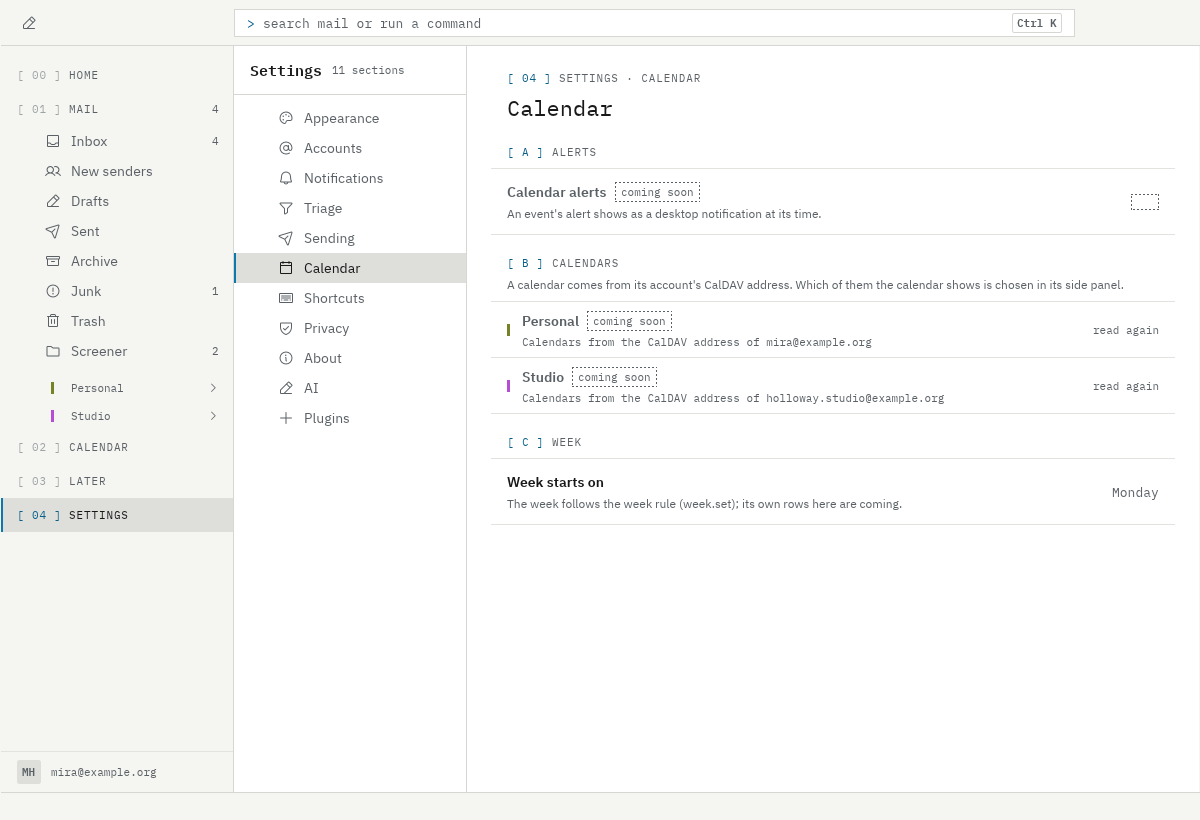 > search mail or run a command Ctrl K
[ 00 ] HOME
[ 01 ] MAIL 4
Inbox 4
New senders
Drafts
Sent
Archive
Junk 1
Trash
Screener 2
Personal
Studio
[ 02 ] CALENDAR
[ 03 ] LATER
[ 04 ] SETTINGS
MH mira@example.org
Settings 11 sections
Appearance
Accounts
Notifications
Triage
Sending
Calendar
Shortcuts
Privacy
About
AI
Plugins
[ 04 ] SETTINGS · CALENDAR
Calendar
[ A ] ALERTS
Calendar alerts coming soon
An event's alert shows as a desktop notification at its time.
[ B ] CALENDARS
A calendar comes from its account's CalDAV address. Which of them the calendar shows is chosen in its side panel.
Personal coming soon
Calendars from the CalDAV address of mira@example.org
read again
Studio coming soon
Calendars from the CalDAV address of holloway.studio@example.org
read again
[ C ] WEEK
Week starts on
The week follows the week rule (week.set); its own rows here are coming.
Monday